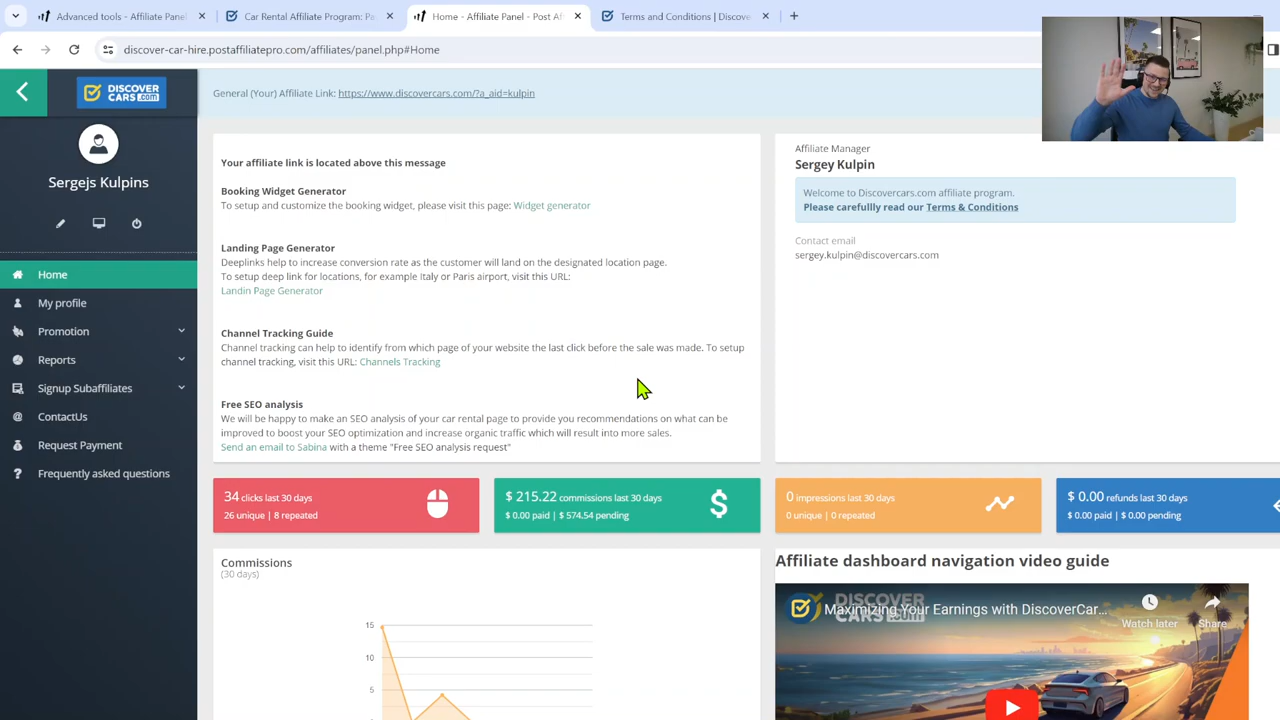 Advanced tools - Affiliate Panel
Car Rental Affiliate Program: Pa
Home - Affiliate Panel - Post Af
Terms and Conditions | Discove
discover-car-hire.postaffiliatepro.com/affiliates/panel.php#Home
DISCOVER CARS.com
Sergejs Kulpins
Home
My profile
Promotion
Reports
Signup Subaffiliates
ContactUs
Request Payment
Frequently asked questions
General (Your) Affiliate Link: https://www.discovercars.com/?a_aid=kulpin
Your affiliate link is located above this message
Booking Widget Generator
To setup and customize the booking widget, please visit this page: Widget generator
Landing Page Generator
Deeplinks help to increase conversion rate as the customer will land on the designated location page.
To setup deep link for locations, for example Italy or Paris airport, visit this URL:
Landin Page Generator
Channel Tracking Guide
Channel tracking can help to identify from which page of your website the last click before the sale was made. To setup
channel tracking, visit this URL: Channels Tracking
Free SEO analysis
We will be happy to make an SEO analysis of your car rental page to provide you recommendations on what can be
improved to boost your SEO optimization and increase organic traffic which will result into more sales.
Send an email to Sabina with a theme "Free SEO analysis request"
Affiliate Manager
Sergey Kulpin
Welcome to Discovercars.com affiliate program.
Please carefullly read our Terms & Conditions
Contact email
sergey.kulpin@discovercars.com
34 clicks last 30 days
26 unique | 8 repeated
$ 215.22 commissions last 30 days
$ 0.00 paid | $ 574.54 pending
0 impressions last 30 days
0 unique | 0 repeated
$ 0.00 refunds last 30 days
$ 0.00 paid | $ 0.00 pending
Commissions
(30 days)
15
10
5
Affiliate dashboard navigation video guide
DISCOVER CARS.com
Maximizing Your Earnings with DiscoverCar...
Watch later
Share